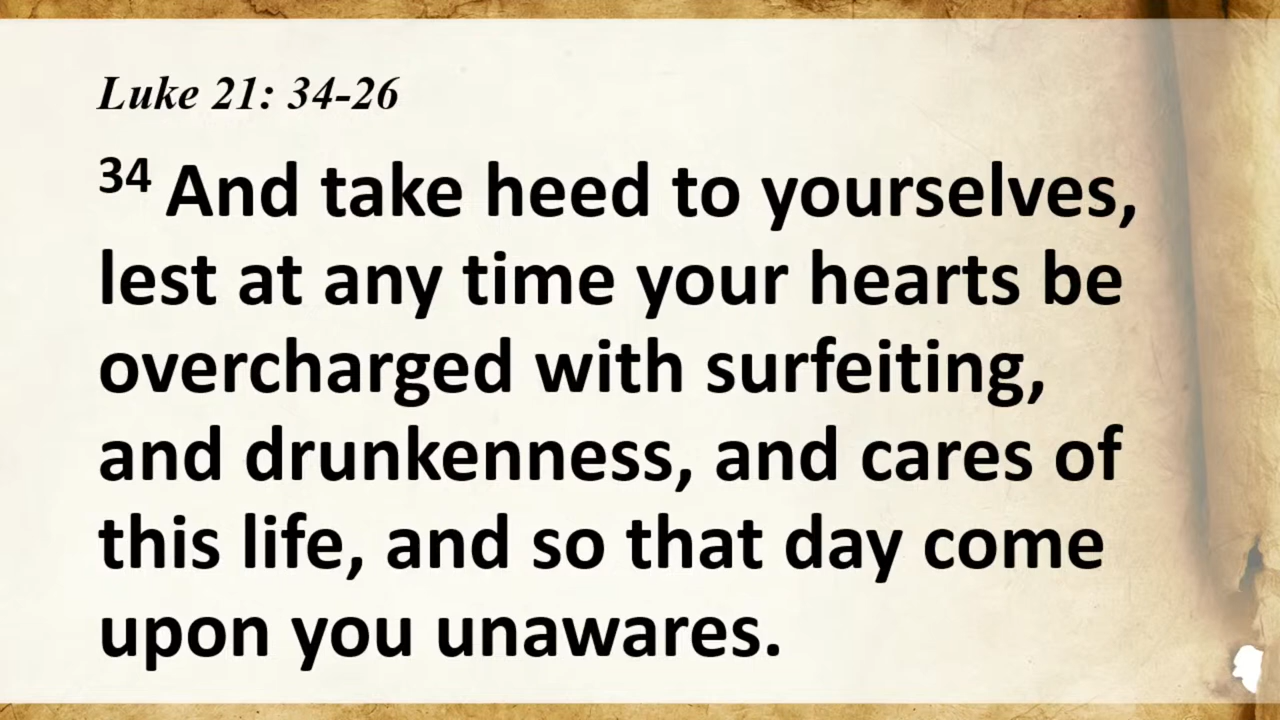 Luke 21: 34-26
34 And take heed to yourselves,
lest at any time your hearts be
overcharged with surfeiting,
and drunkenness, and cares of
this life, and so that day come
upon you unawares.